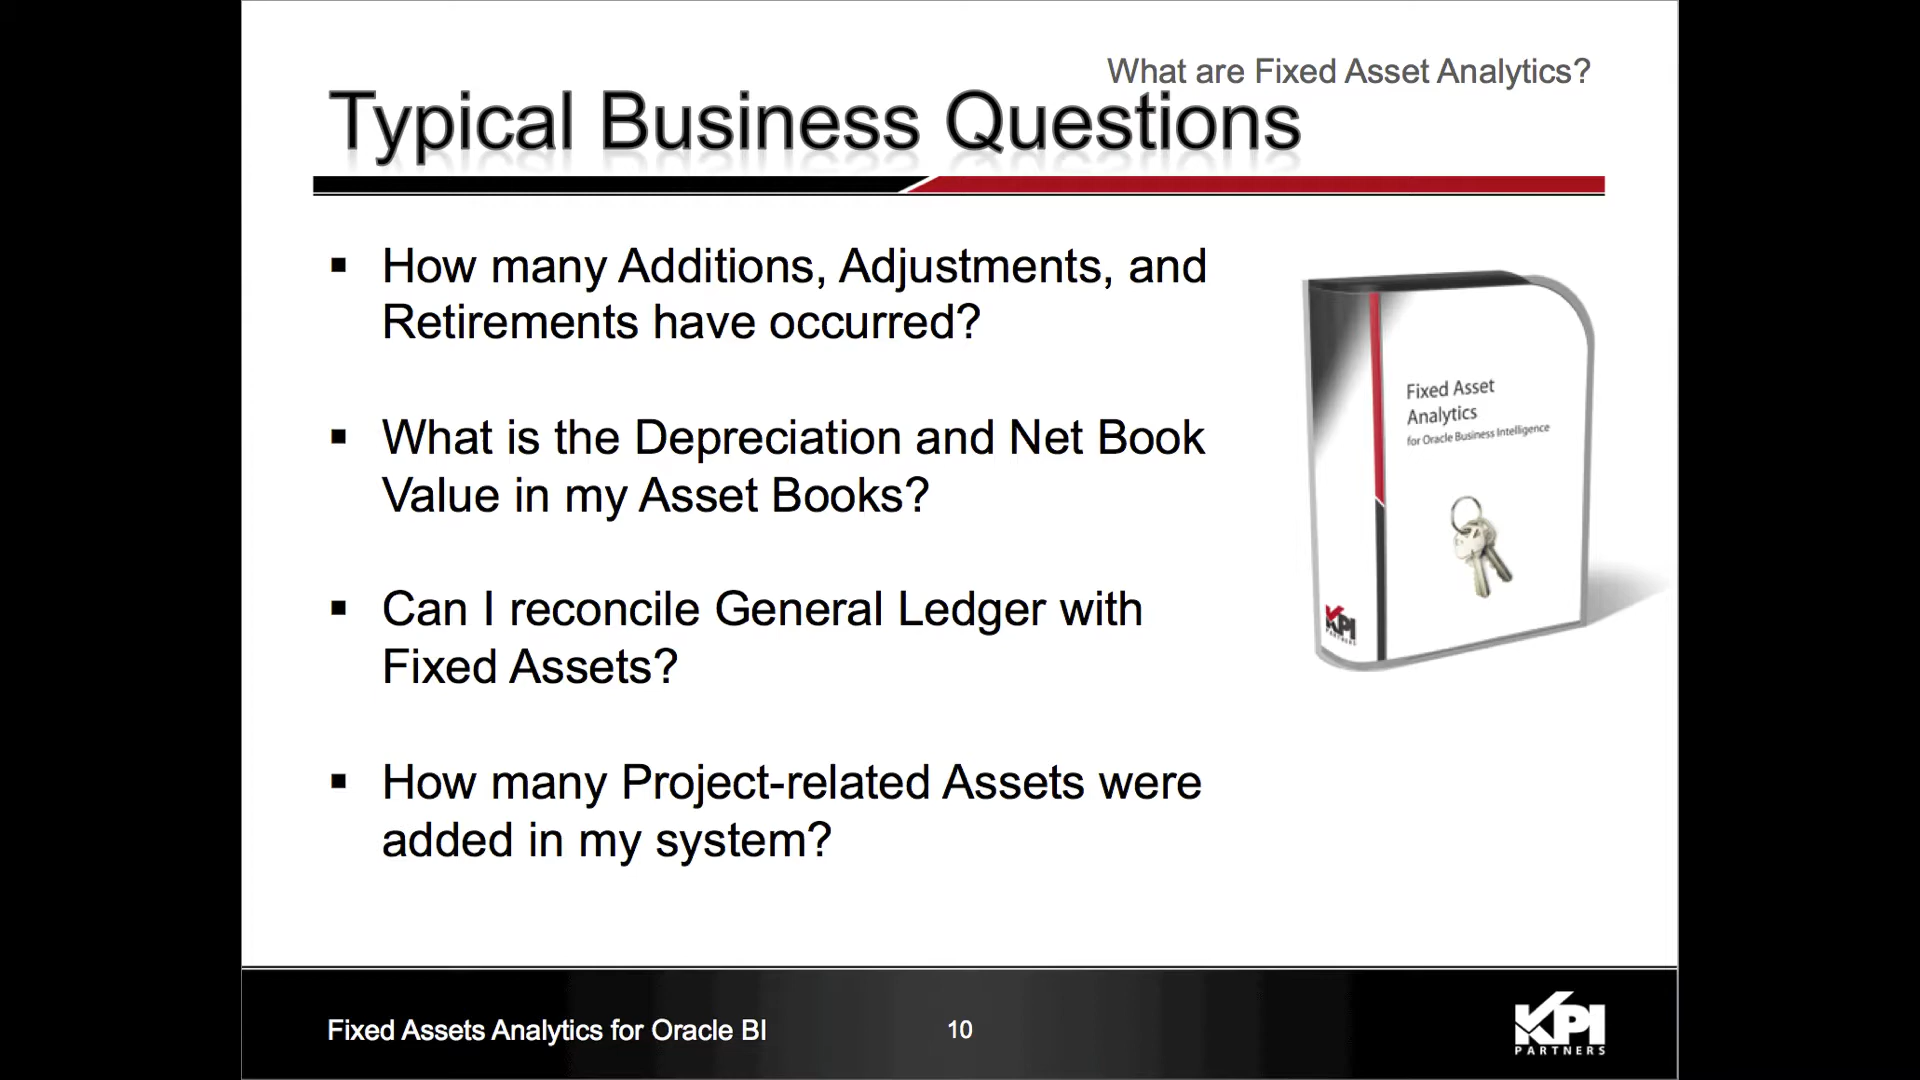 What are Fixed Asset Analytics?
Typical Business Questions
▪ How many Additions, Adjustments, and
Retirements have occurred?
▪ What is the Depreciation and Net Book
Value in my Asset Books?
▪ Can I reconcile General Ledger with
Fixed Assets?
▪ How many Project-related Assets were
added in my system?
Fixed Asset
Analytics
for Oracle Business Intelligence
KPI
PARTNERS
Fixed Assets Analytics for Oracle BI
10
KPI
PARTNERS